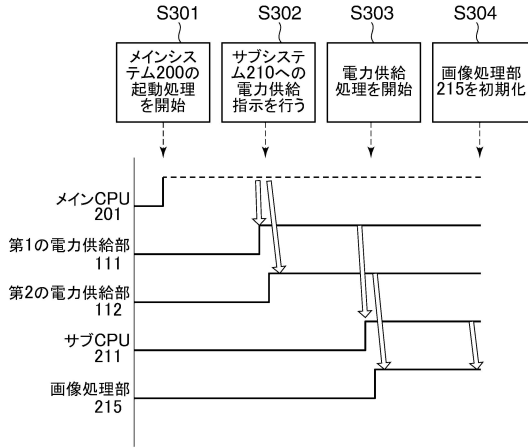 S301
S302
S303
S304
メインシス
テム200の
起動処理
を開始
サブシステ
ム210への
電力供給
指示を行う
電力供給
処理を開始
画像処理部
215を初期化
メインCPU
201
第1の電力供給部
111
第2の電力供給部
112
サブCPU
211
画像処理部
215